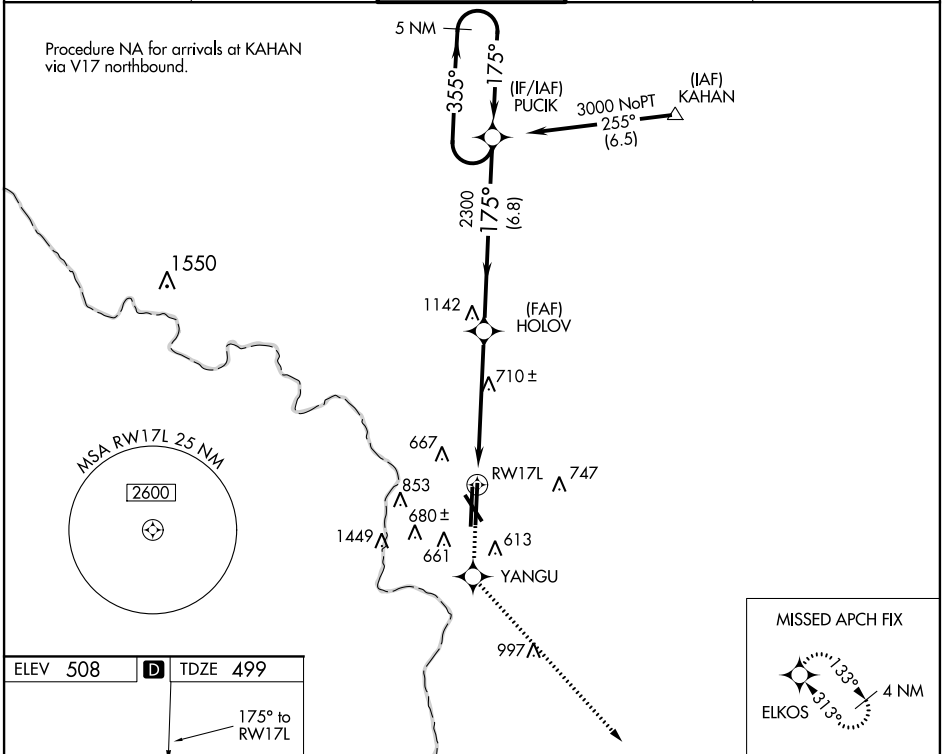 Procedure NA for arrivals at KAHAN
via V17 northbound.
5 NM
355°
175°
(IF/IAF)
PUCIK
3000 NoPT
255°
(6.5)
(IAF)
KAHAN
2300
175°
(6.8)
1550
1142
(FAF)
HOLOV
710 ±
667
RW17L
747
853
680 ±
1449
661
613
YANGU
997
MSA RW17L 25 NM
2600
MISSED APCH FIX
133°
313°
4 NM
ELKOS
ELEV 508
D
TDZE 499
175° to
RW17L